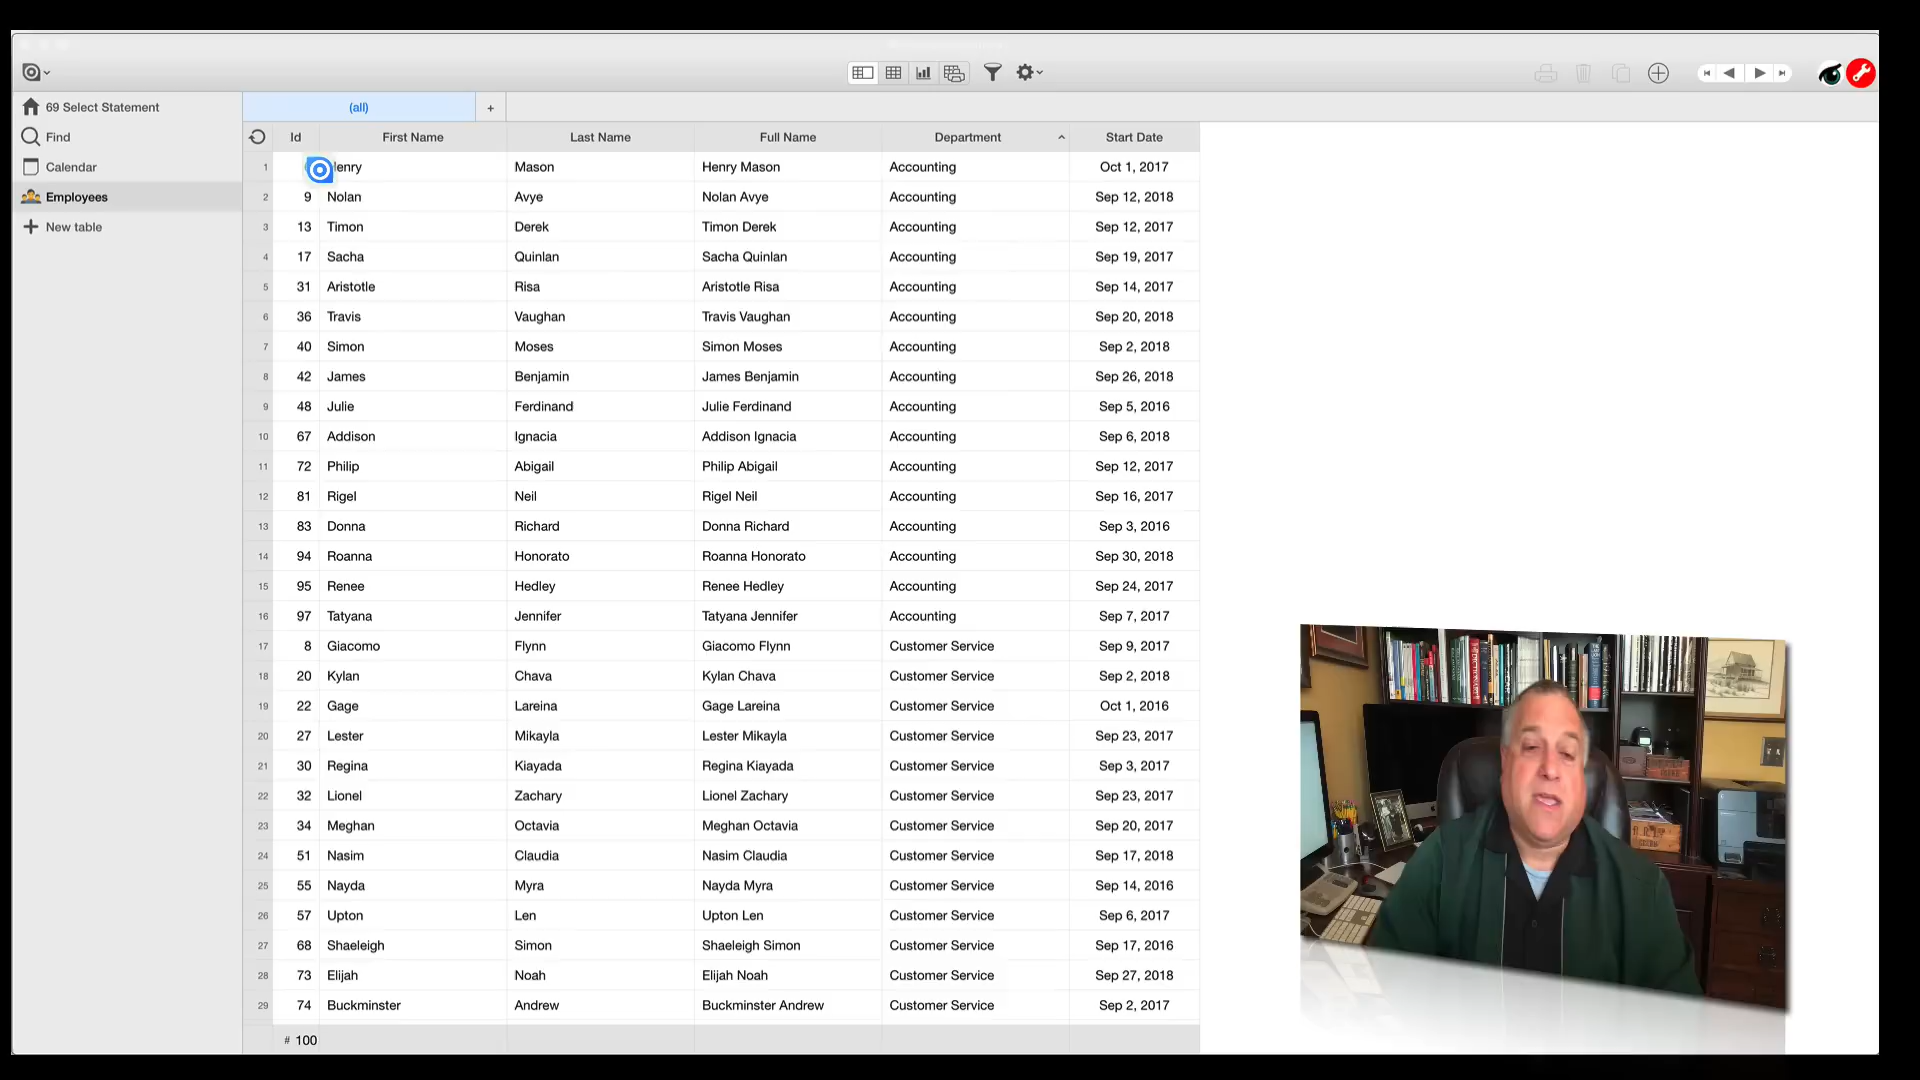 69 Select Statement
Find
Calendar
Employees
New table
(all)
+
Id First Name Last Name Full Name Department Start Date
1 enry Mason Henry Mason Accounting Oct 1, 2017
2 9 Nolan Avye Nolan Avye Accounting Sep 12, 2018
3 13 Timon Derek Timon Derek Accounting Sep 12, 2017
4 17 Sacha Quinlan Sacha Quinlan Accounting Sep 19, 2017
5 31 Aristotle Risa Aristotle Risa Accounting Sep 14, 2017
6 36 Travis Vaughan Travis Vaughan Accounting Sep 20, 2018
7 40 Simon Moses Simon Moses Accounting Sep 2, 2018
8 42 James Benjamin James Benjamin Accounting Sep 26, 2018
9 48 Julie Ferdinand Julie Ferdinand Accounting Sep 5, 2016
10 67 Addison Ignacia Addison Ignacia Accounting Sep 6, 2018
11 72 Philip Abigail Philip Abigail Accounting Sep 12, 2017
12 81 Rigel Neil Rigel Neil Accounting Sep 16, 2017
13 83 Donna Richard Donna Richard Accounting Sep 3, 2016
14 94 Roanna Honorato Roanna Honorato Accounting Sep 30, 2018
15 95 Renee Hedley Renee Hedley Accounting Sep 24, 2017
16 97 Tatyana Jennifer Tatyana Jennifer Accounting Sep 7, 2017
17 8 Giacomo Flynn Giacomo Flynn Customer Service Sep 9, 2017
18 20 Kylan Chava Kylan Chava Customer Service Sep 2, 2018
19 22 Gage Lareina Gage Lareina Customer Service Oct 1, 2016
20 27 Lester Mikayla Lester Mikayla Customer Service Sep 23, 2017
21 30 Regina Kiayada Regina Kiayada Customer Service Sep 3, 2017
22 32 Lionel Zachary Lionel Zachary Customer Service Sep 23, 2017
23 34 Meghan Octavia Meghan Octavia Customer Service Sep 20, 2017
24 51 Nasim Claudia Nasim Claudia Customer Service Sep 17, 2018
25 55 Nayda Myra Nayda Myra Customer Service Sep 14, 2016
26 57 Upton Len Upton Len Customer Service Sep 6, 2017
27 68 Shaeleigh Simon Shaeleigh Simon Customer Service Sep 17, 2016
28 73 Elijah Noah Elijah Noah Customer Service Sep 27, 2018
29 74 Buckminster Andrew Buckminster Andrew Customer Service Sep 2, 2017
# 100